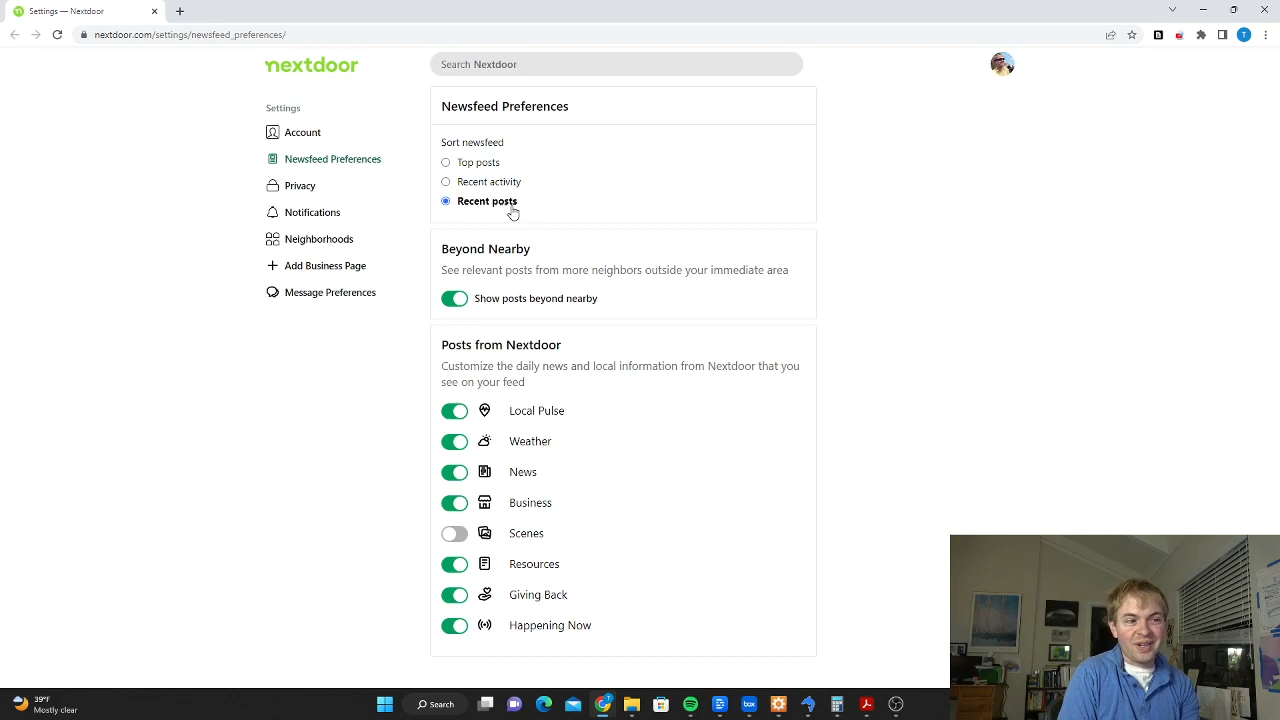 Settings — Nextdoor
nextdoor.com/settings/newsfeed_preferences/
T
nextdoor
Search Nextdoor
Settings
Account
Newsfeed Preferences
Privacy
Notifications
Neighborhoods
Add Business Page
Message Preferences
Newsfeed Preferences
Sort newsfeed
Top posts
Recent activity
Recent posts
Beyond Nearby
See relevant posts from more neighbors outside your immediate area
Show posts beyond nearby
Posts from Nextdoor
Customize the daily news and local information from Nextdoor that you
see on your feed
Local Pulse
Weather
News
Business
Scenes
Resources
Giving Back
Happening Now
39°F
Mostly clear
Search
box